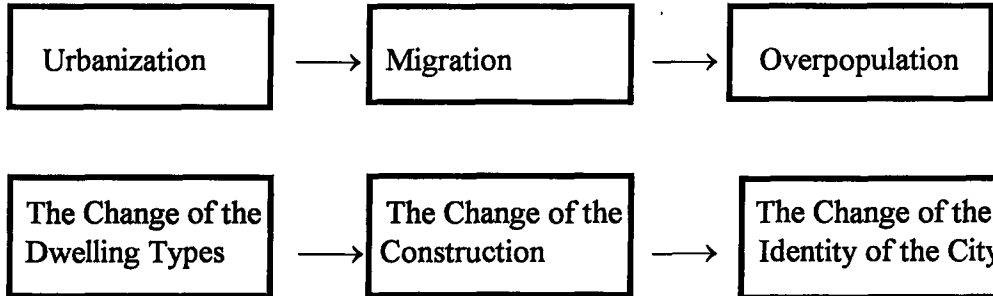 Urbanization → Migration → Overpopulation
The Change of the Dwelling Types → The Change of the Construction → The Change of the Identity of the City